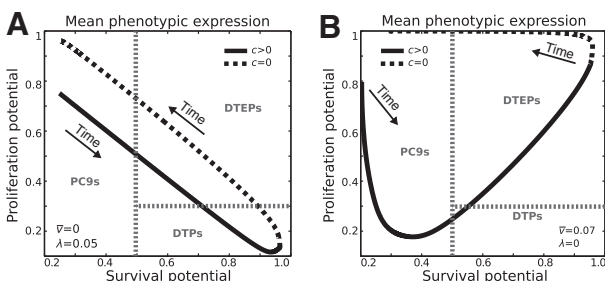 A
Mean phenotypic expression
Proliferation potential
1
0.8
0.6
0.4
0.2
c>0
c=0
Time
Time
DTEPs
PC9s
DTPs
v̄=0
λ=0.05
0.2
0.4
0.6
0.8
1.0
Survival potential
B
Mean phenotypic expression
Proliferation potential
1
0.8
0.6
0.4
0.2
c>0
c=0
Time
Time
DTEPs
PC9s
DTPs
v̄=0.07
λ=0
0.2
0.4
0.6
0.8
1.0
Survival potential